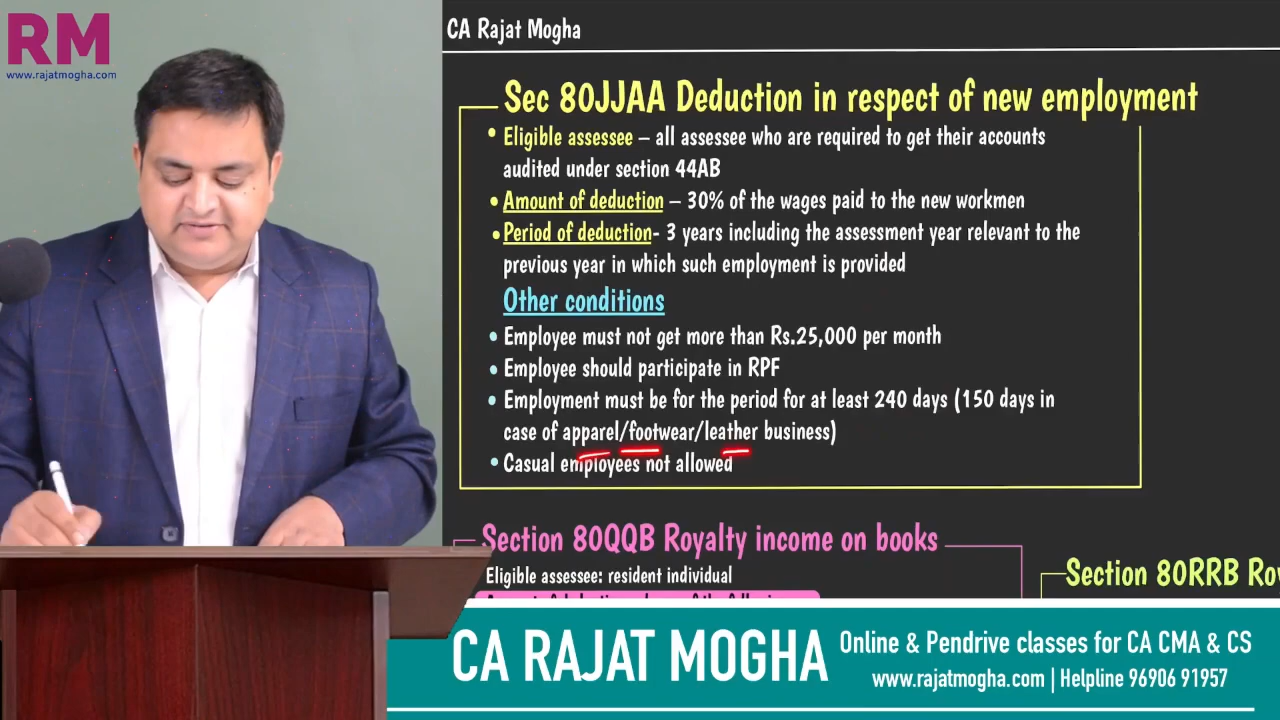 RM
www.rajatmogha.com
CA Rajat Mogha
Sec 80JJAA Deduction in respect of new employment
• Eligible assessee – all assessee who are required to get their accounts
audited under section 44AB
• Amount of deduction – 30% of the wages paid to the new workmen
• Period of deduction- 3 years including the assessment year relevant to the
previous year in which such employment is provided
Other conditions
• Employee must not get more than Rs.25,000 per month
• Employee should participate in RPF
• Employment must be for the period for at least 240 days (150 days in
case of apparel/footwear/leather business)
• Casual employees not allowed
Section 80QQB Royalty income on books
Eligible assessee: resident individual
Section 80RRB Ro
CA RAJAT MOGHA
Online & Pendrive classes for CA CMA & CS
www.rajatmogha.com | Helpline 96906 91957